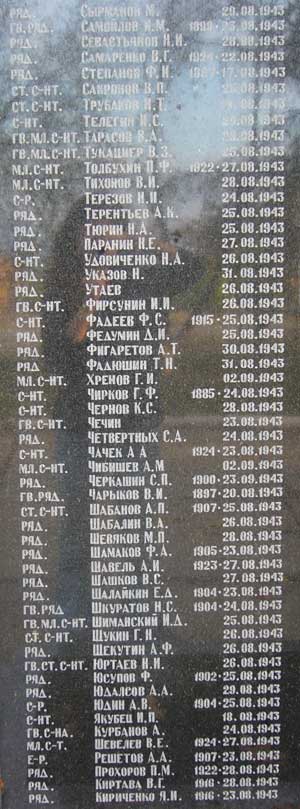 РЯД. СЫРМАНОВ М. 20.08.1943
ГВ.РЯД. САМОЙЛОВ И.М. 1899 · 23.08.1943
РЯД. СЕВАСТЬЯНОВ И.И. 28.08.1943
РЯД. САМАРЕНКО В.Г. 1924 · 22.08.1943
РЯД. СТЕПАНОВ Ф.И. 17.08.1943
СТ. С-НТ. САПРОНОВ В.П. 26.08.1943
СТ. С-НТ. ТРУБАКОВ И.Т. 08.1943
С-НТ. ТЕЛЕГИН И.С. 08.1943
ГВ.МЛ.С-НТ. ТАРАСОВ В.А. 28.08.1943
ГВ.МЛ.С-НТ. ТУКАЦИЕР В.З. 25.08.1943
МЛ.С-НТ. ТОЛБУХИН П.Ф. 1922 · 27.08.1943
МЛ.С-НТ. ТИХОНОВ В.И. 28.08.1943
С-Р. ТЕРЕЗОВ И.П. 24.08.1943
РЯД. ТЕРЕНТЬЕВ А.К. 25.08.1943
РЯД. ТЮРИН Н.А. 25.08.1943
РЯД. ПАРАНИН Н.Е. 27.08.1943
С-НТ. УДОВИЧЕНКО Н.А. 26.08.1943
РЯД. УКАЗОВ Н. 31.08.1943
РЯД. УТАЕВ 26.08.1943
ГВ.С-НТ. ФИРСУНИН И.И. 26.08.1943
С-НТ. ФАДЕЕВ Ф.С. 1915 · 25.08.1943
РЯД. ФЕДУМИН Д.И. 25.08.1943
РЯД. ФИГАРЕТОВ А.Т. 30.08.1943
РЯД. ФАДЮШИН Т.Н. 31.08.1943
МЛ.С-НТ. ХРЕНОВ Г.И. 02.09.1943
С-НТ. ЧИРКОВ Г.Ф. 1885 · 24.08.1943
С-НТ. ЧЕРНОВ К.С. 28.08.1943
ГВ.С-НТ. ЧЕЧИН 23.08.1943
РЯД. ЧЕТВЕРТНЫХ С.А. 24.08.1943
С-НТ. ЧАЧЕК А А 1924 · 23.08.1943
МЛ.С-НТ. ЧИБИШЕВ А.М 02.09.1943
РЯД. ЧЕРКАШИН С.П. 1900 · 23.09.1943
ГВ.РЯД. ЧАРЫКОВ В.И. 1897 · 20.08.1943
СТ.С-НТ. ШАБАНОВ А.П. 1907 · 25.08.1943
РЯД. ШАБАЛИН В.А. 26.08.1943
РЯД. ШЕВЯКОВ М.П. 28.08.1943
РЯД. ШАМАКОВ Ф.А. 1905 · 23.08.1943
РЯД. ШАВЕЛЬ А.И. 1923 · 27.08.1943
РЯД. ШАШКОВ В.С. 27.08.1943
РЯД. ШАЛАЙКИН Е.Д. 1904 · 23.08.1943
ГВ.РЯД ШКУРАТОВ Н.С. 1904 · 24.08.1943
ГВ.МЛ.С-НТ. ШИМАНСКИЙ И.Д. 25.08.1943
СТ.С-НТ. ЩУКИН Г.Н. 26.08.1943
РЯД. ЩЕКУТИН А.Ф. 26.08.1943
ГВ.СТ.С-НТ. ЮРТАЕВ Н.И. 26.08.1943
РЯД. ЮСУПОВ Ф. 1902 · 25.08.1943
РЯД. ЮДАЛСОВ А.А. 29.08.1943
С-Р. ЮДИН А.В. 1904 · 25.08.1943
С-НТ. ЯКУБЕЦ И.П. 18.08.1943
ГВ.С-НА. КУРБАНОВ А. 24.08.1943
МЛ.С-Т. ШЕВЕЛЕВ В.Е. 1924 · 27.08.1943
Е-Р. РЕШЕТОВ А.А. 1907 · 23.08.1943
РЯД. ПРОХОРОВ П.М. 1922 · 28.08.1943
РЯД. КИРТАВА В.Г. 1916 · 28.08.1943
РЯД. КИРИЧЕНКО Я.И. 1916 · 23.08.1943